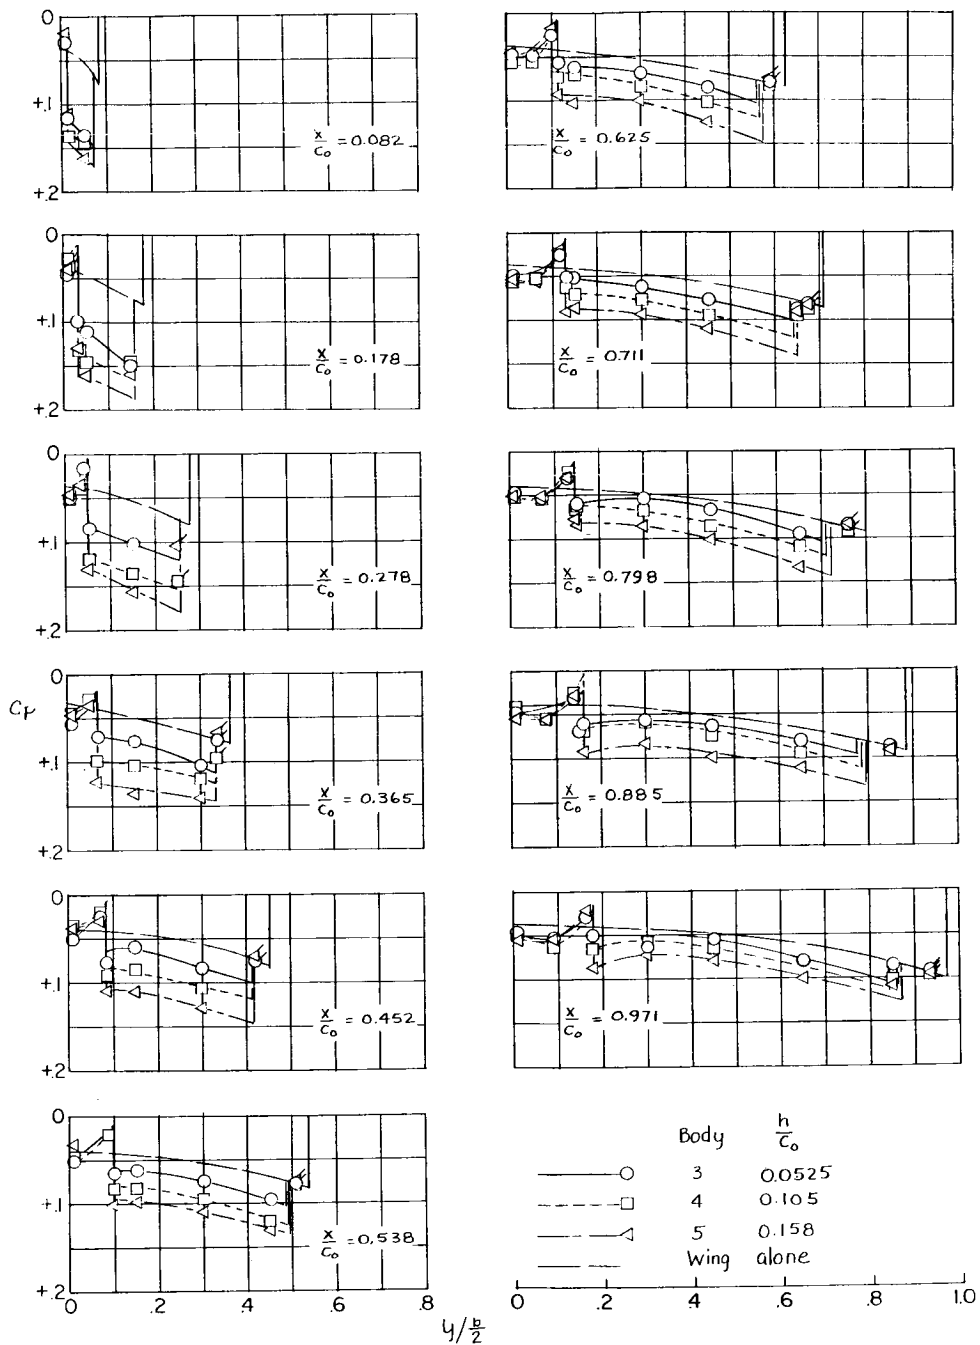 0
+.1
+.2
x/C₀ = 0.082
0
+.1
+.2
x/C₀ = 0.178
0
+.1
+.2
x/C₀ = 0.278
Cp
0
+.1
+.2
x/C₀ = 0.365
0
+.1
+.2
x/C₀ = 0.452
0
+.1
+.2
x/C₀ = 0.538
0 .2 .4 .6 .8
x/C₀ = 0.625
x/C₀ = 0.711
x/C₀ = 0.798
x/C₀ = 0.885
x/C₀ = 0.971
Body h/C₀
3 0.0525
4 0.105
5 0.158
Wing alone
0 .2 .4 .6 .8 1.0
y/b/2